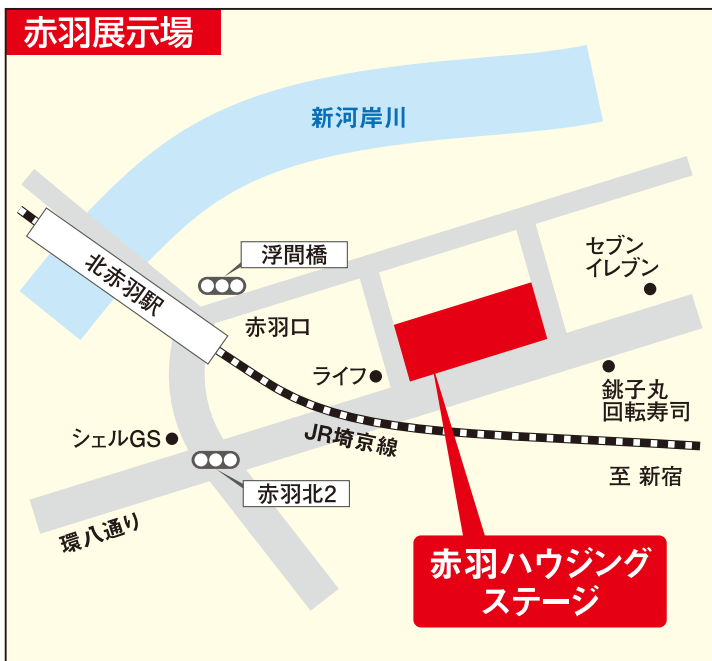 赤羽展示場
新河岸川
浮間橋
セブン
イレブン
北赤羽駅
赤羽口
ライフ
銚子丸
回転寿司
シェルGS
JR埼京線
至 新宿
赤羽北2
環八通り
赤羽ハウジング
ステージ